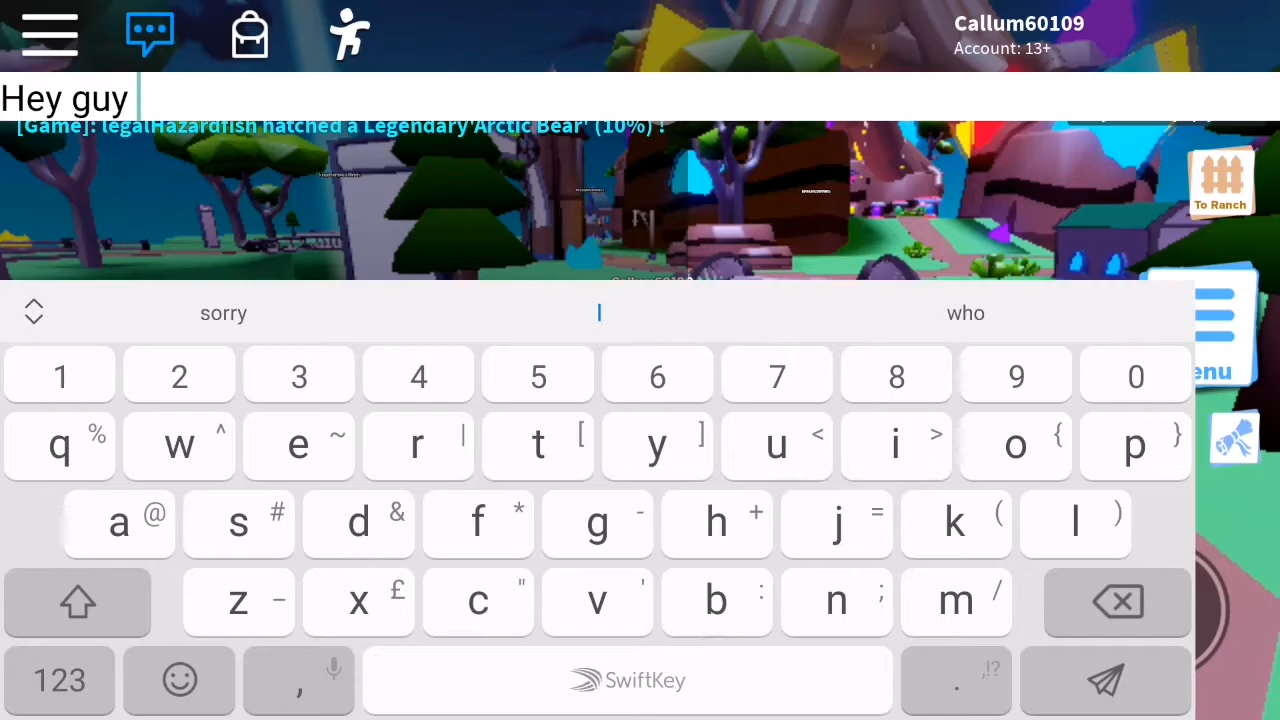 Callum60109
Account: 13+
Hey guy
[Game]: legalHazardfish hatched a Legendary'Arctic Bear' (10%) !
To Ranch
sorry
I
who
1 2 3 4 5 6 7 8 9 0
enu
q % w ^ e ~ r | t [ y ] u < i > o { p }
a @ s # d & f * g - h + j = k ( l )
z _ x £ c " v ' b : n ; m /
123 , SwiftKey . ,!?